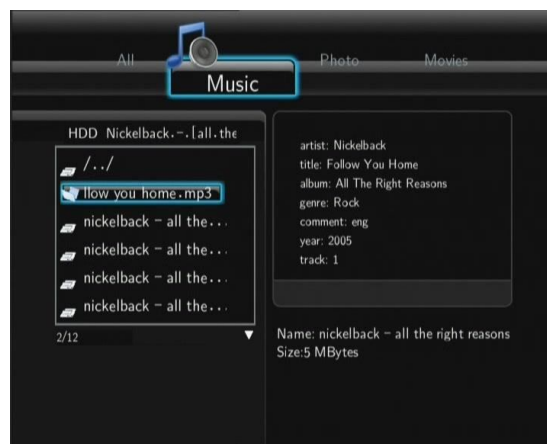 All
Photo
Movies
Music
HDD Nickelback.-.[all.the
/../
llow you home.mp3
nickelback - all the...
nickelback - all the...
nickelback - all the...
nickelback - all the...
2/12
artist: Nickelback
title: Follow You Home
album: All The Right Reasons
genre: Rock
comment: eng
year: 2005
track: 1
Name: nickelback - all the right reasons
Size:5 MBytes